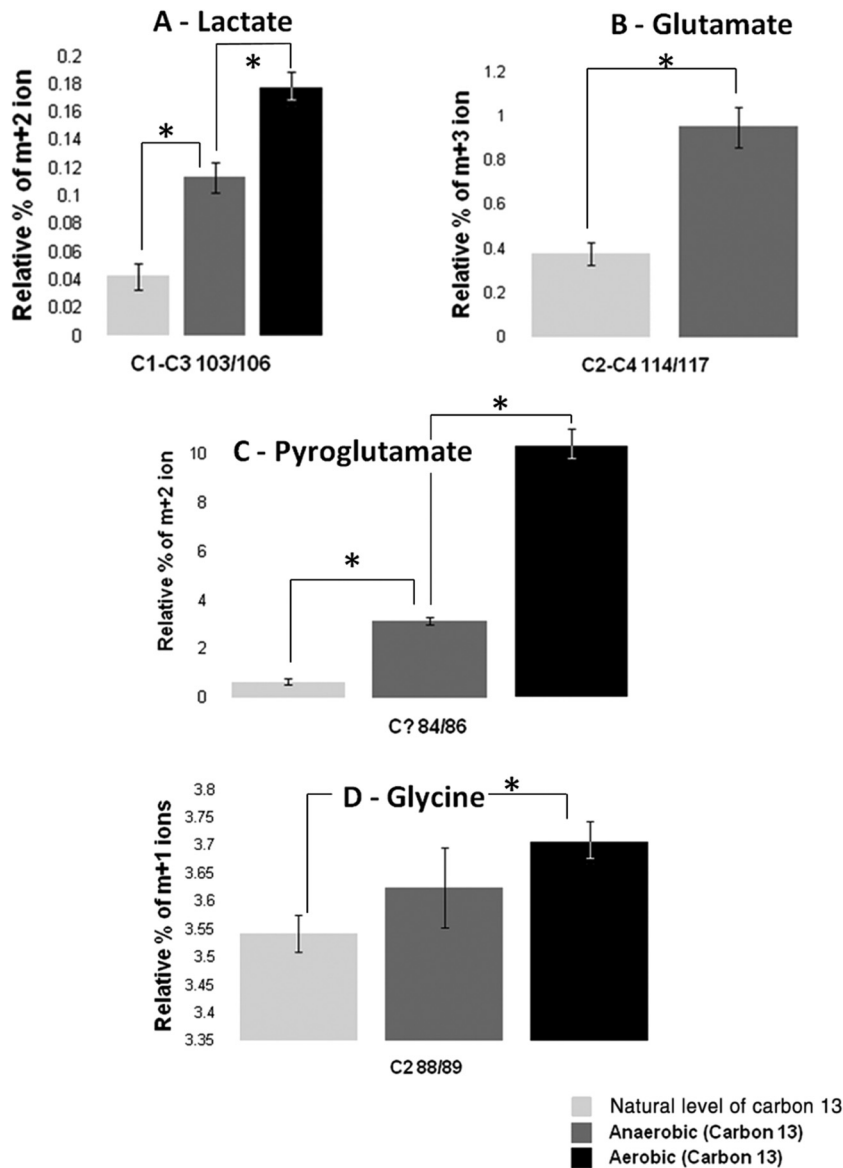 A - Lactate
*
*
Relative % of m+2 ion
0.2
0.18
0.16
0.14
0.12
0.1
0.08
0.06
0.04
0.02
0
C1-C3 103/106
B - Glutamate
*
Relative % of m+3 ion
1.2
1
0.8
0.6
0.4
0.2
0
C2-C4 114/117
C - Pyroglutamate
*
*
Relative % of m+2 ion
10
8
6
4
2
0
C? 84/86
D - Glycine
*
Relative % of m+1 ions
3.8
3.75
3.7
3.65
3.6
3.55
3.5
3.45
3.4
3.35
C2 88/89
Natural level of carbon 13
Anaerobic (Carbon 13)
Aerobic (Carbon 13)